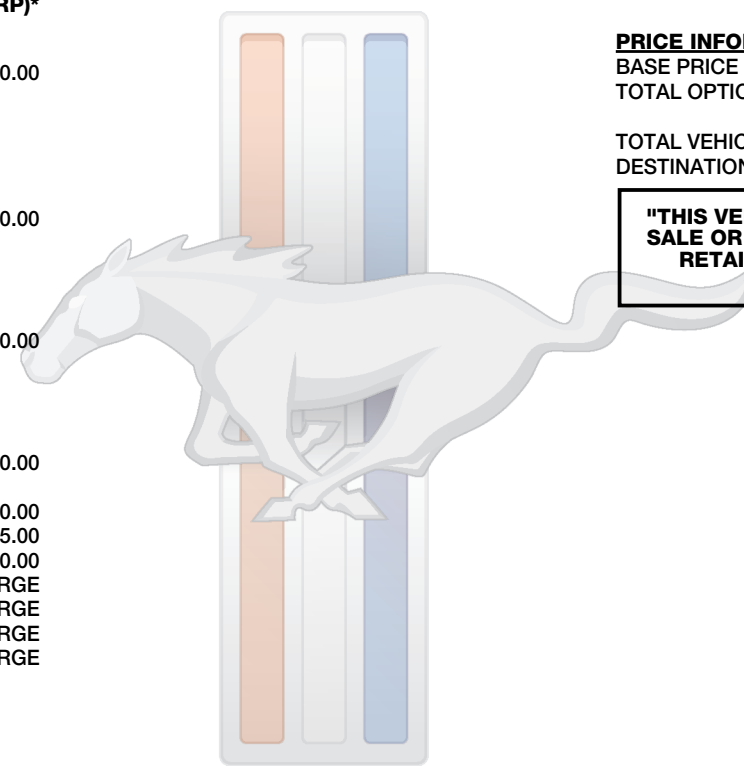 RP)*
0.00
0.00
0.00
0.00
0.00
5.00
0.00
RGE
RGE
RGE
RGE
PRICE INFO
BASE PRICE
TOTAL OPTIO
TOTAL VEHIC
DESTINATION
"THIS VE
SALE OR
RETAI